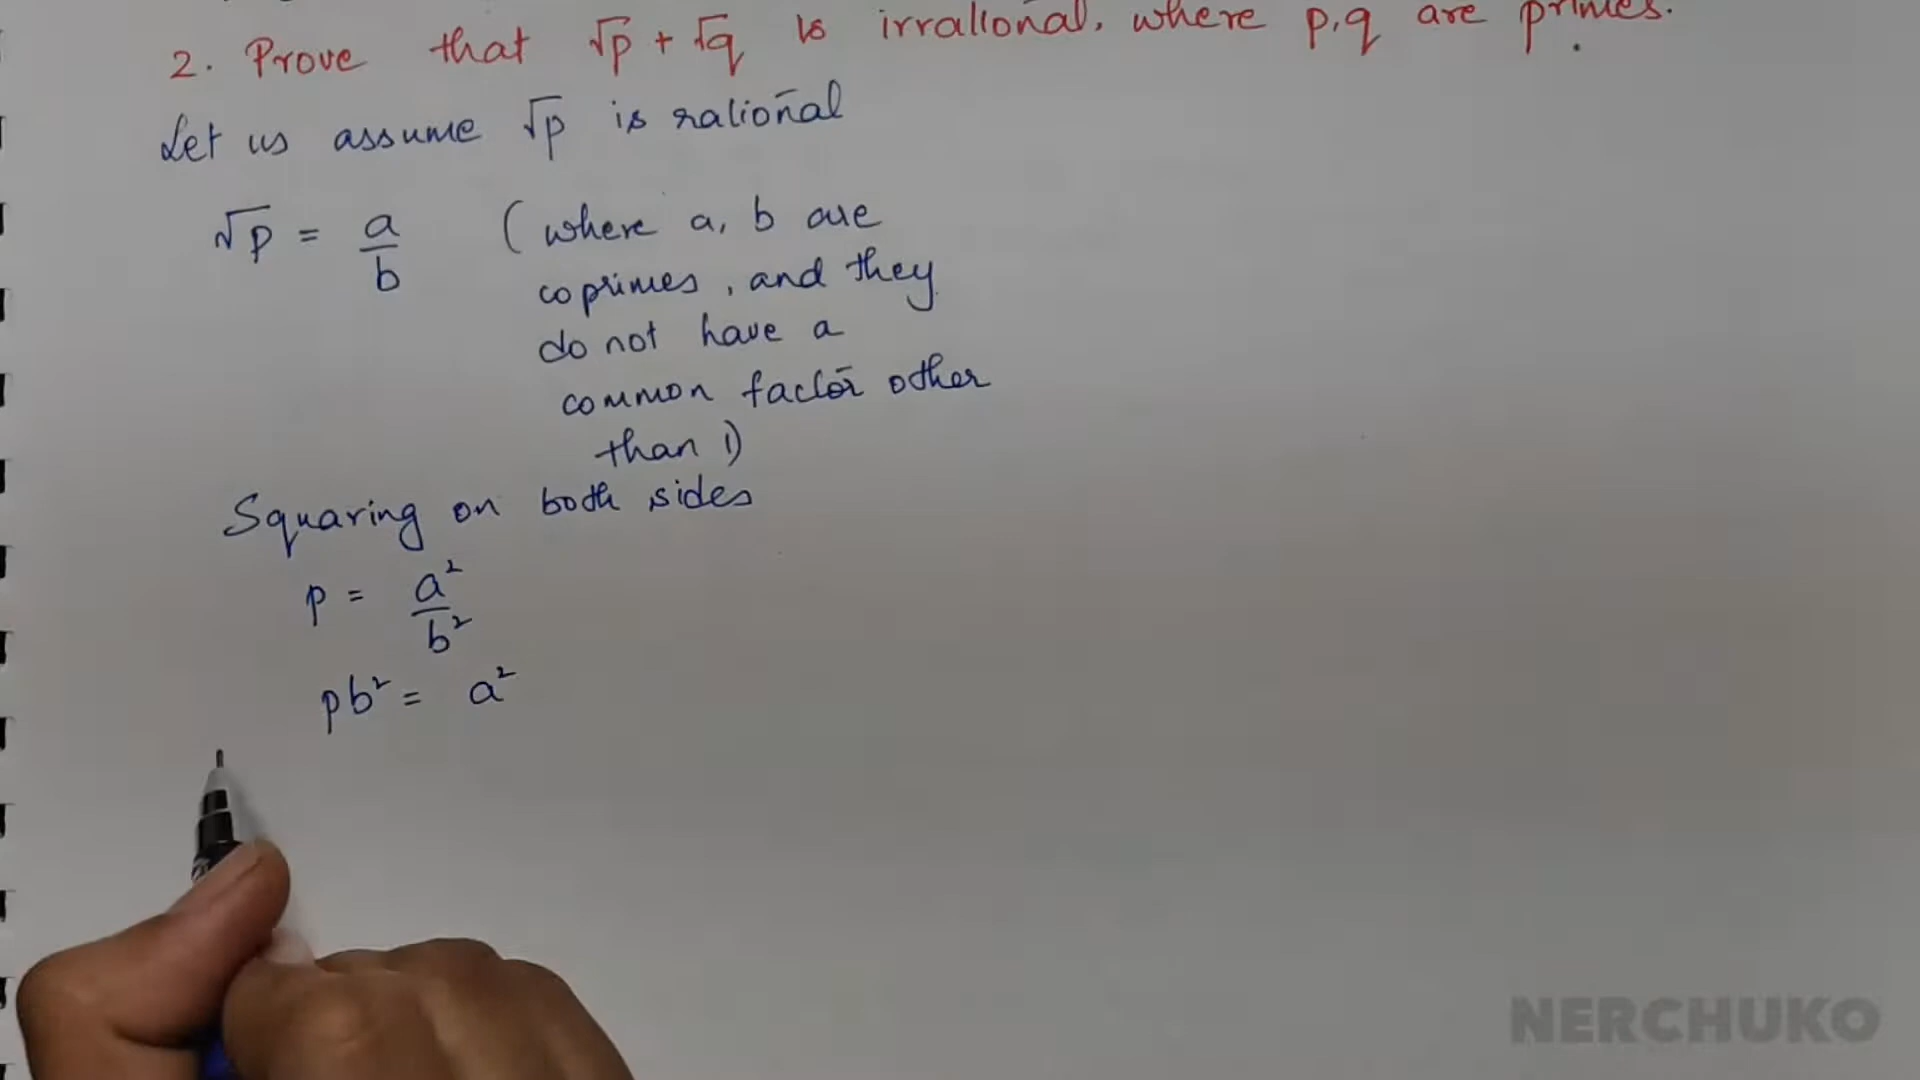 2. Prove that √p + √q is irrational, where p,q are primes.
Let us assume √p is rational
√p = a/b (where a, b are
coprimes, and they
do not have a
common factor other
than 1)
Squaring on both sides
p = a²/b²
pb² = a²
NERCHUKO